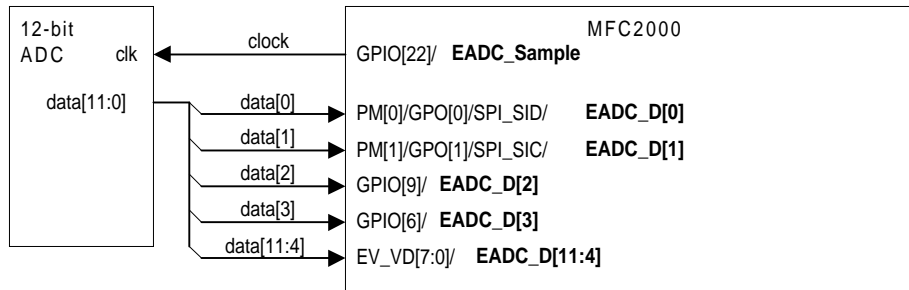 12-bit
ADC clk
data[11:0]
clock
data[0]
data[1]
data[2]
data[3]
data[11:4]
MFC2000
GPIO[22]/ EADC_Sample
PM[0]/GPO[0]/SPI_SID/ EADC_D[0]
PM[1]/GPO[1]/SPI_SIC/ EADC_D[1]
GPIO[9]/ EADC_D[2]
GPIO[6]/ EADC_D[3]
EV_VD[7:0]/ EADC_D[11:4]